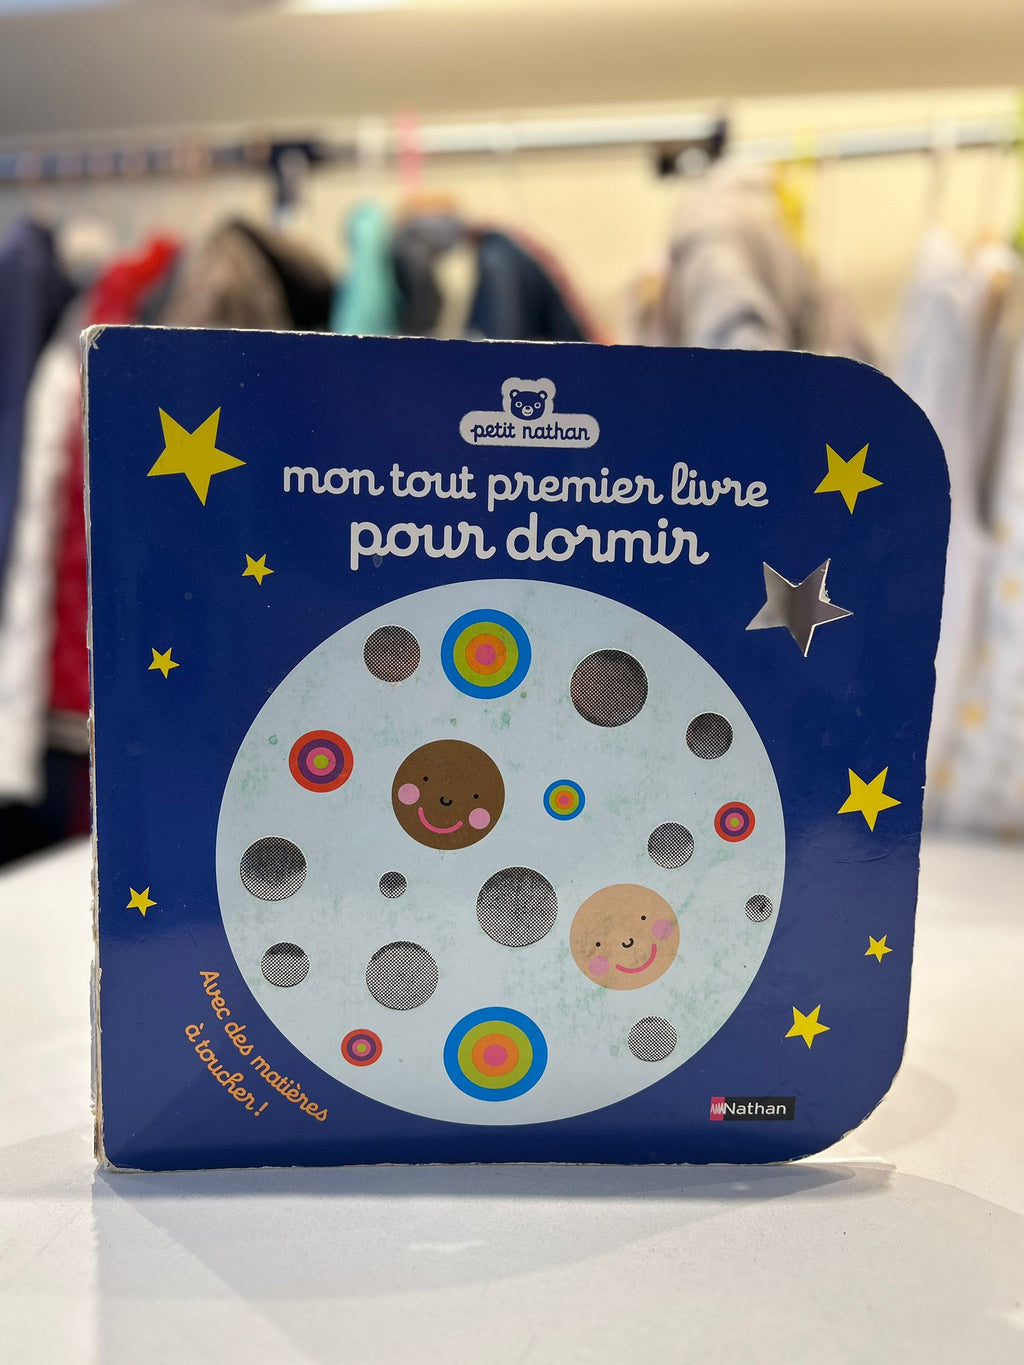 petit nathan
mon tout premier livre
pour dormir
Avec des matières
à toucher !
Nathan